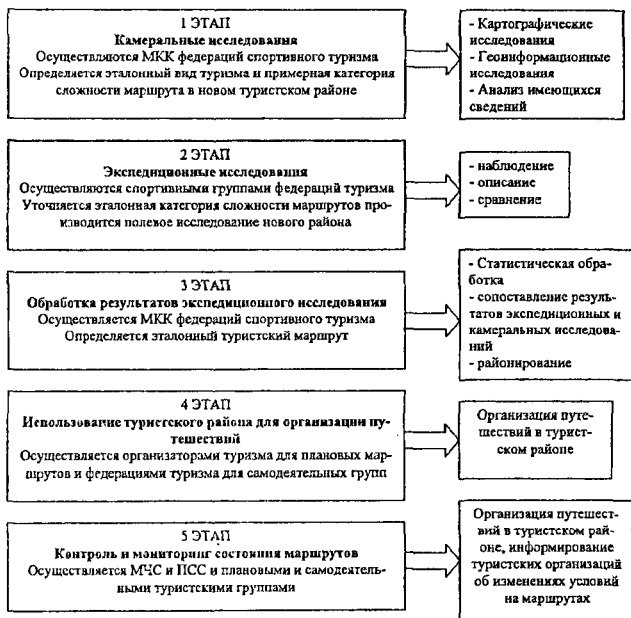 1 ЭТАП
Камеральные исследования
Осуществляются МКК федераций спортивного туризма
Определяется эталонный вид туризма и примерная категория
сложности маршрута в новом туристском районе
- Картографические
исследования
- Геоинформационные
исследования
- Анализ имеющихся
сведений
2 ЭТАП
Экспедиционные исследования
Осуществляются спортивными группами федераций туризма
Уточняется эталонная категория сложности маршрутов про-
изводится полевое исследование нового района
- наблюдение
- описание
- сравнение
3 ЭТАП
Обработка результатов экспедиционного исследования
Осуществляется МКК федераций спортивного туризма
Определяется эталонный туристский маршрут
- Статистическая обра-
ботка
- сопоставление резуль-
татов экспедиционных и
камеральных исследова-
ний
- районирование
4 ЭТАП
Использование туристского района для организации пу-
тешествий
Осуществляется организаторами туризма для плановых мар-
шрутов и федерациями туризма для самодеятельных групп
Организация путе-
шествий в турист-
ском районе
5 ЭТАП
Контроль и мониторинг состояния маршрутов
Осуществляется МЧС и ПСС и плановыми и самодеятель-
ными туристскими группами
Организация путешест-
вий в туристском рай-
оне, информирование
туристских организаций
об изменениях условий
на маршрутах